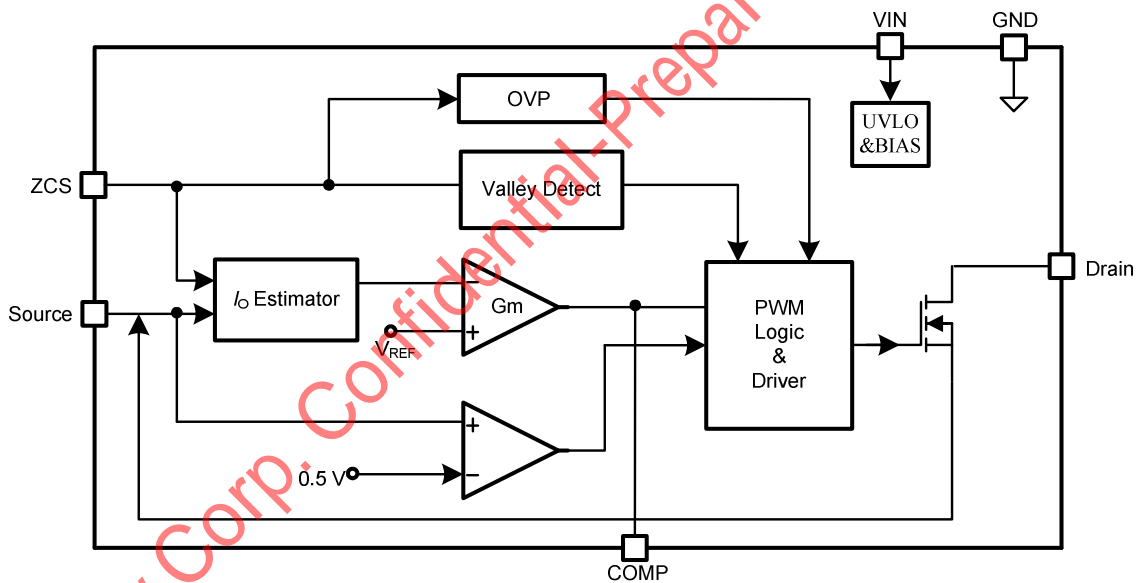 VIN
GND
OVP
UVLO
&BIAS
ZCS
Valley Detect
Drain
IO Estimator
−
Gm
+
VREF
Source
PWM
Logic
&
Driver
+
−
0.5 V
COMP
Corp. Confidential-Prepar